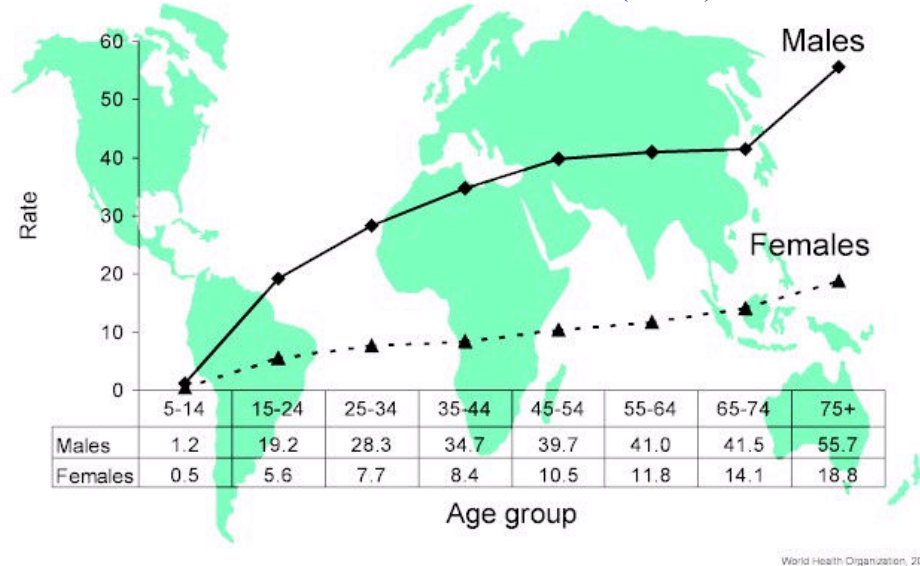 60
50
40
30
20
10
0
Rate
Males
Females
5-14 15-24 25-34 35-44 45-54 55-64 65-74 75+
Males 1.2 19.2 28.3 34.7 39.7 41.0 41.5 55.7
Females 0.5 5.6 7.7 8.4 10.5 11.8 14.1 18.8
Age group
World Health Organization, 20